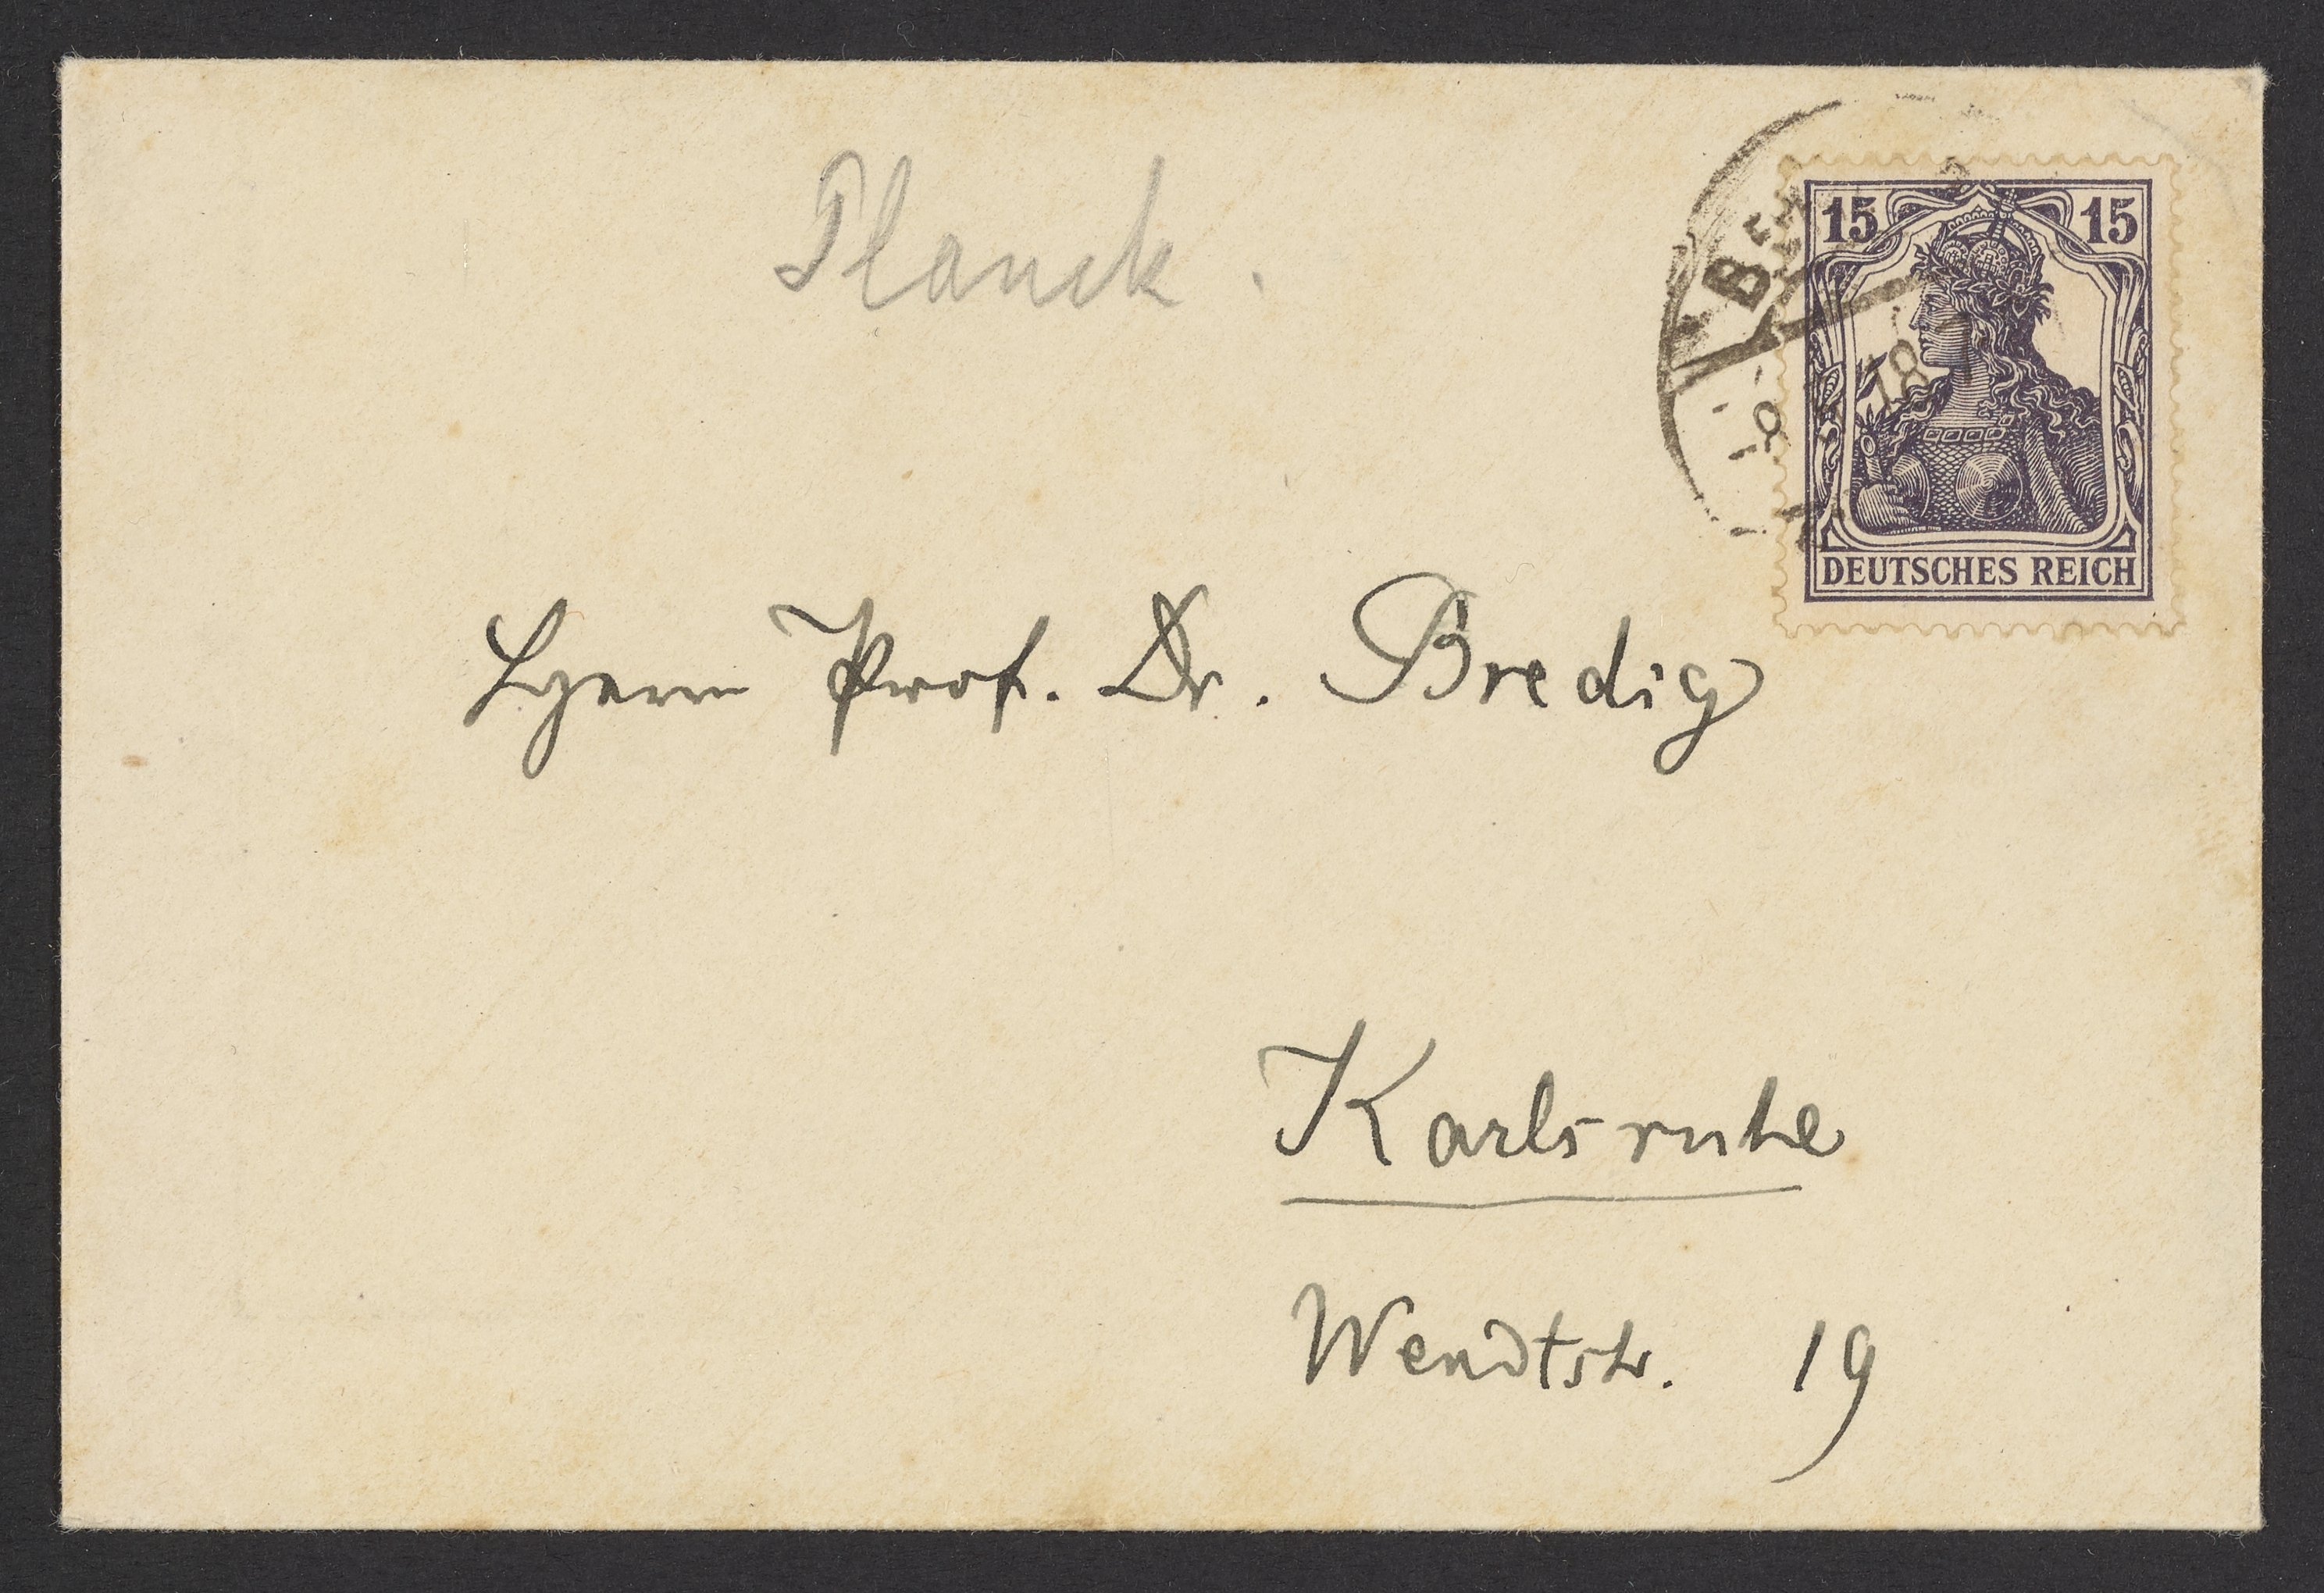 Planck.
15 15
DEUTSCHES REICH
Herrn Prof. Dr. Bredig
Karlsruhe
Wendtstr. 19